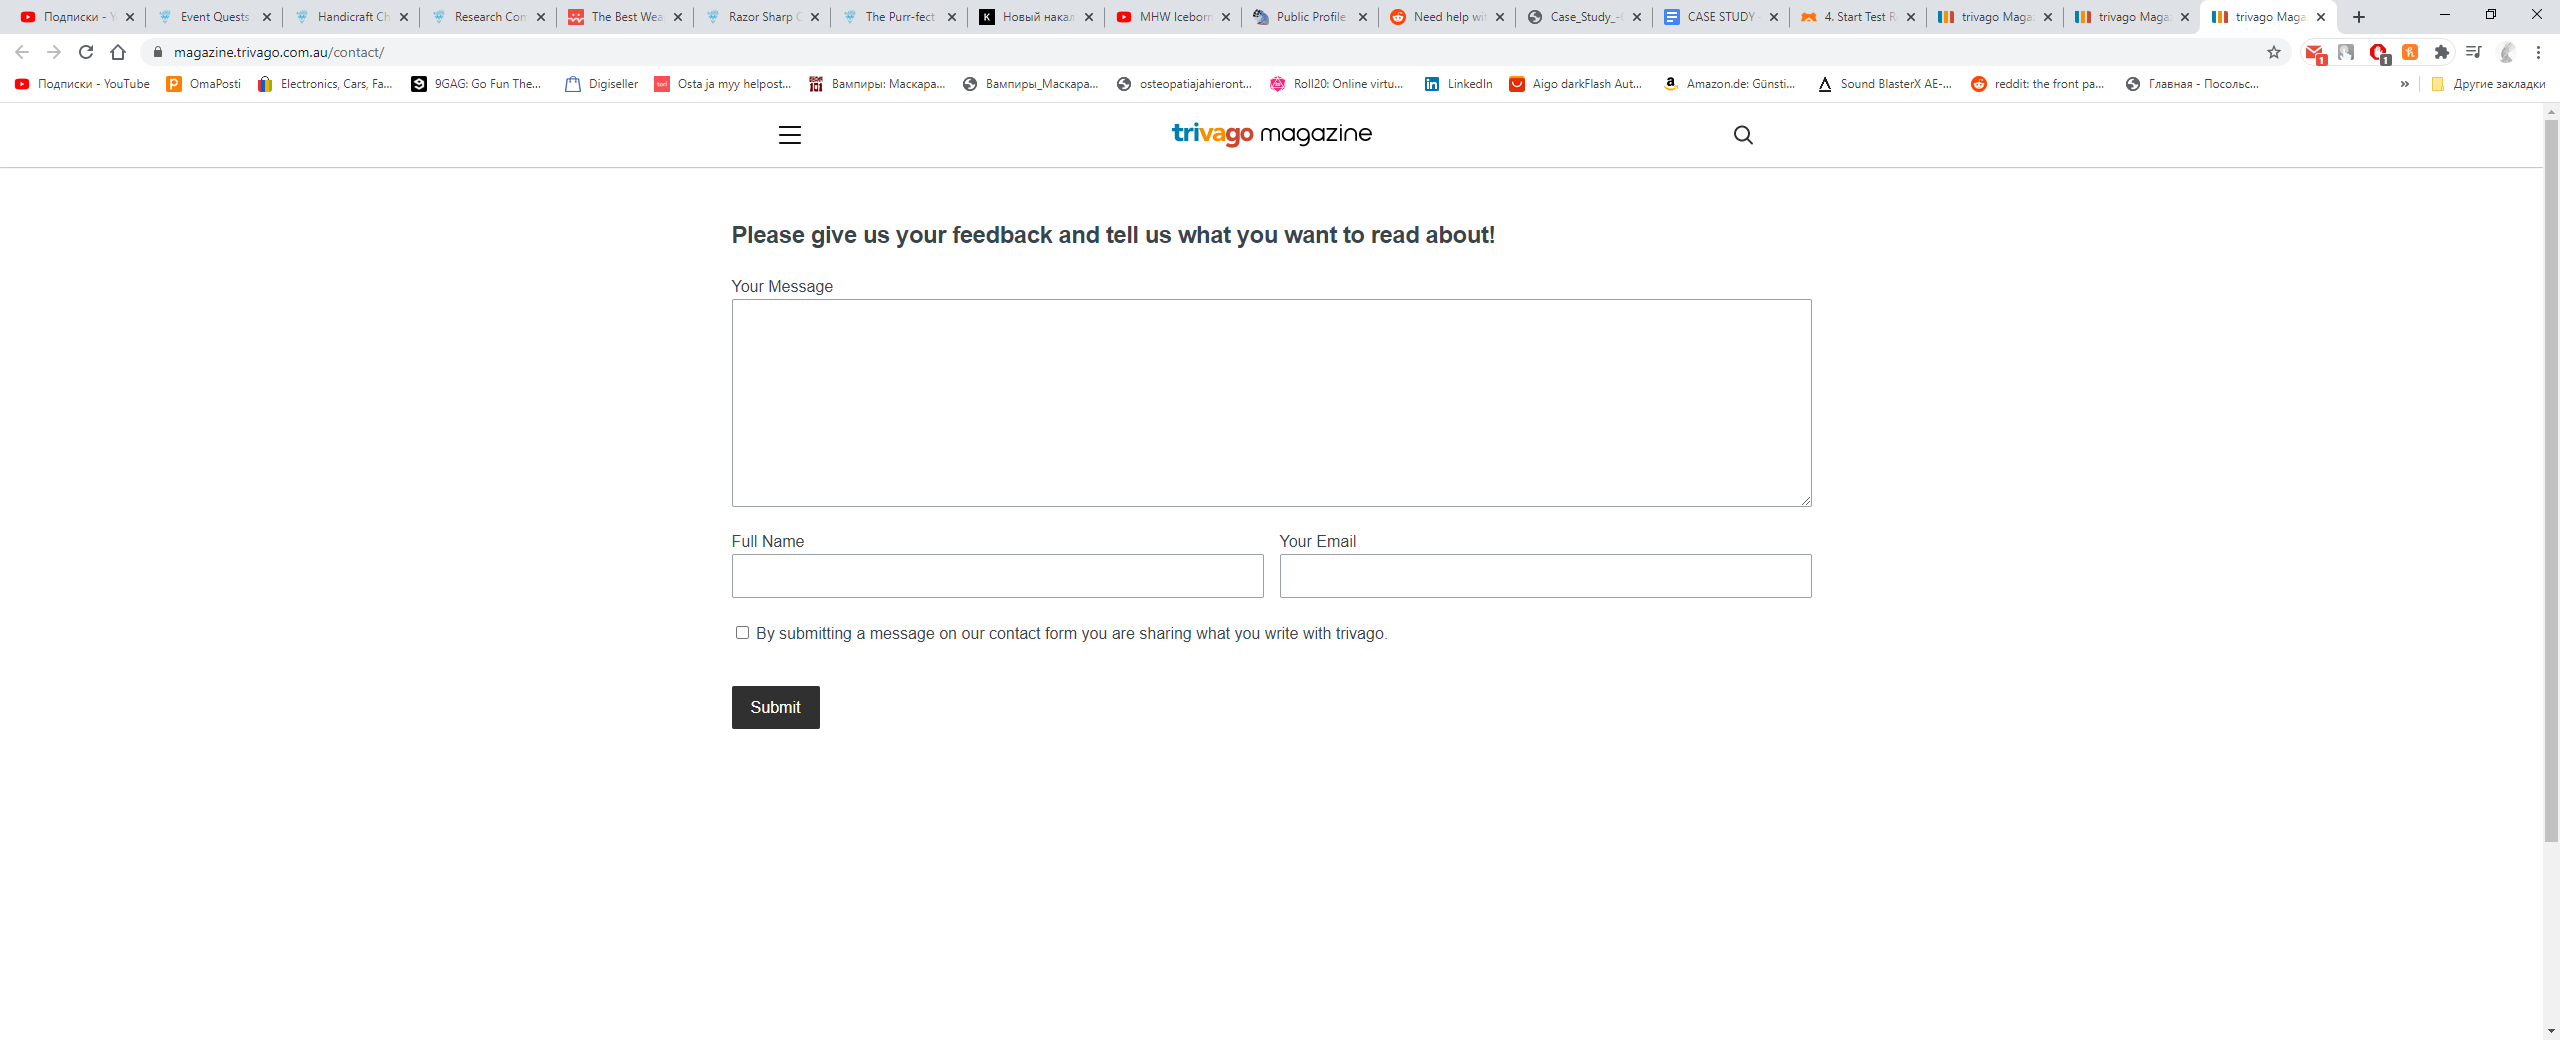 Подписки - Y
Event Quests
Handicraft Ch
Research Com
The Best Wea
Razor Sharp
The Purr-fect
Новый накал
MHW Iceborn
Public Profile
Need help wit
Case_Study_-
CASE STUDY
4. Start Test R
trivago Maga
trivago Maga
trivago Maga
magazine.trivago.com.au/contact/
1
1
Подписки - YouTube
OmaPosti
Electronics, Cars, Fa...
9GAG: Go Fun The...
Digiseller
Osta ja myy helpost...
Вампиры: Маскара...
Вампиры_Маскара...
osteopatiajahieront...
Roll20: Online virtu...
LinkedIn
Aigo darkFlash Aut...
Amazon.de: Günsti...
Sound BlasterX AE-...
reddit: the front pa...
Главная - Посольс...
»
Другие закладки
trivago magazine
Please give us your feedback and tell us what you want to read about!
Your Message
Full Name
Your Email
By submitting a message on our contact form you are sharing what you write with trivago.
Submit